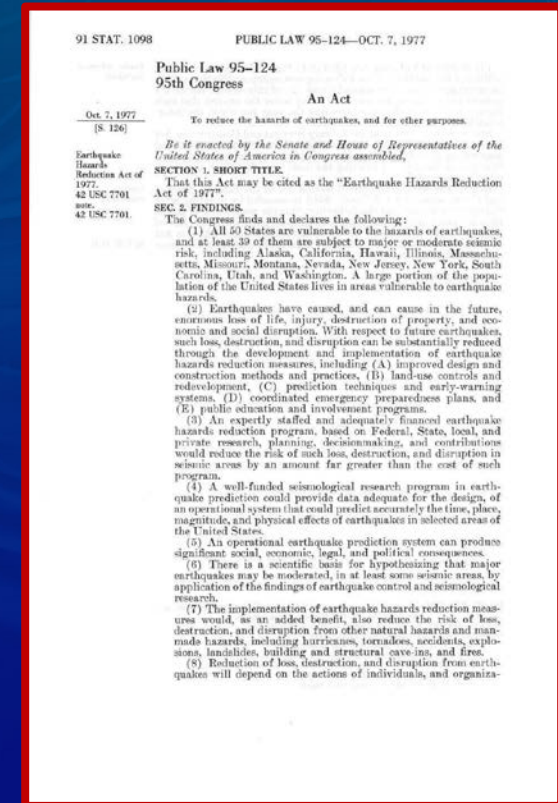 91 STAT. 1098
PUBLIC LAW 95–124—OCT. 7, 1977
Public Law 95–124
95th Congress
An Act
Oct. 7, 1977
[S. 126]
To reduce the hazards of earthquakes, and for other purposes.
Be it enacted by the Senate and House of Representatives of the
United States of America in Congress assembled,
Earthquake
Hazards
Reduction Act of
1977.
42 USC 7701
note.
42 USC 7701.
SECTION 1. SHORT TITLE.
That this Act may be cited as the “Earthquake Hazards Reduction
Act of 1977”.
SEC. 2. FINDINGS.
The Congress finds and declares the following:
(1) All 50 States are vulnerable to the hazards of earthquakes,
and at least 39 of them are subject to major or moderate seismic
risk, including Alaska, California, Hawaii, Illinois, Massachu-
setts, Missouri, Montana, Nevada, New Jersey, New York, South
Carolina, Utah, and Washington. A large portion of the popu-
lation of the United States lives in areas vulnerable to earthquake
hazards.
(2) Earthquakes have caused, and can cause in the future,
enormous loss of life, injury, destruction of property, and eco-
nomic and social disruption. With respect to future earthquakes,
such loss, destruction, and disruption can be substantially reduced
through the development and implementation of earthquake
hazards reduction measures, including (A) improved design and
construction methods and practices, (B) land-use controls and
redevelopment, (C) prediction techniques and early-warning
systems, (D) coordinated emergency preparedness plans, and
(E) public education and involvement programs.
(3) An expertly staffed and adequately financed earthquake
hazards reduction program, based on Federal, State, local, and
private research, planning, decisionmaking, and contributions
would reduce the risk of such loss, destruction, and disruption in
seismic areas by an amount far greater than the cost of such
program.
(4) A well-funded seismological research program in earth-
quake prediction could provide data adequate for the design, of
an operational system that could predict accurately the time, place,
magnitude, and physical effects of earthquakes in selected areas of
the United States.
(5) An operational earthquake prediction system can produce
significant social, economic, legal, and political consequences.
(6) There is a scientific basis for hypothesizing that major
earthquakes may be moderated, in at least some seismic areas, by
application of the findings of earthquake control and seismological
research.
(7) The implementation of earthquake hazards reduction meas-
ures would, as an added benefit, also reduce the risk of loss,
destruction, and disruption from other natural hazards and man-
made hazards, including hurricanes, tornadoes, accidents, explo-
sions, landslides, building and structural cave-ins, and fires.
(8) Reduction of loss, destruction, and disruption from earth-
quakes will depend on the actions of individuals, and organiza-